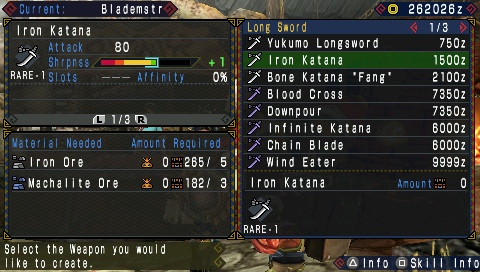 Current: Blademstr
262026z
Iron Katana
Attack 80
Shrpnss +1
RARE-1 Slots --- Affinity 0%
L 1/3 R
Material Needed Amount Required
Iron Ore 0 265/ 5
Machalite Ore 0 182/ 3
Long Sword 1/3
Yukumo Longsword 750z
Iron Katana 1500z
Bone Katana "Fang" 2100z
Blood Cross 7350z
Downpour 7350z
Infinite Katana 6000z
Chain Blade 6000z
Wind Eater 9999z
Iron Katana Amount 0
RARE-1
Select the Weapon you would
like to create.
Info Skill Info